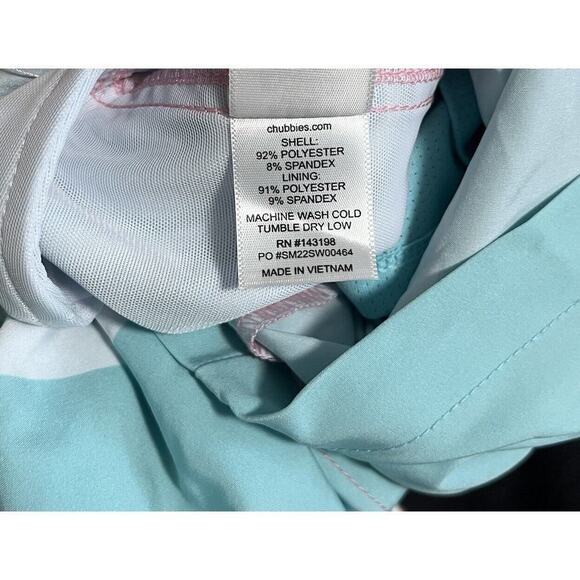 chubbies.com
SHELL:
92% POLYESTER
8% SPANDEX
LINING:
91% POLYESTER
9% SPANDEX
MACHINE WASH COLD
TUMBLE DRY LOW
RN #143198
PO #SM22SW00464
MADE IN VIETNAM